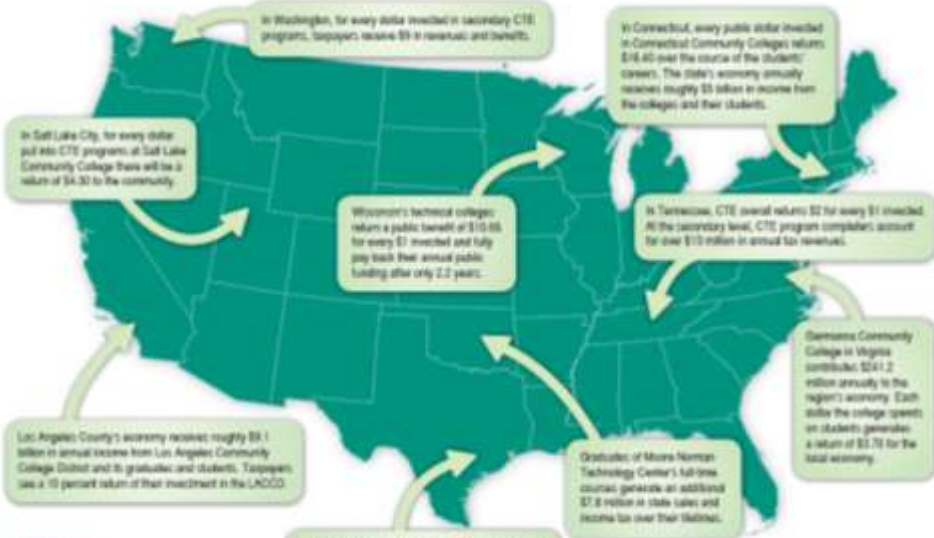 In Washington, for every dollar invested in secondary CTE
programs, taxpayers receive $9 in revenues and benefits.
In Connecticut, every public dollar invested
in Connecticut Community Colleges returns
$16.40 over the course of the students'
careers. The state's economy annually
receives roughly $5 billion in income from
the colleges and their students.
In Salt Lake City, for every dollar
put into CTE programs at Salt Lake
Community College there will be a
return of to the community.
Wisconsin's technical colleges
return a public benefit of
for every $1 invested and fully
pay back their annual public
funding after only 2.2 years.
In Tennessee, CTE overall returns $2 for every $1 invested.
At the secondary level, CTE program completers account
for over $13 million in annual tax revenues.
Germanna Community
College in Virginia
contributes $241.2
million annually to the
region's economy. Each
dollar the college spends
on students generates
a return of for the
local economy.
Los Angeles County's economy receives roughly $9.1
billion in annual income from Los Angeles Community
College District and its graduates and students. Taxpayers
see a 10 percent return of their investment in the LACCD.
Graduates of Moore Norman
Technology Center's full-time
courses generate an additional
million in state sales and
income tax over their lifetimes.